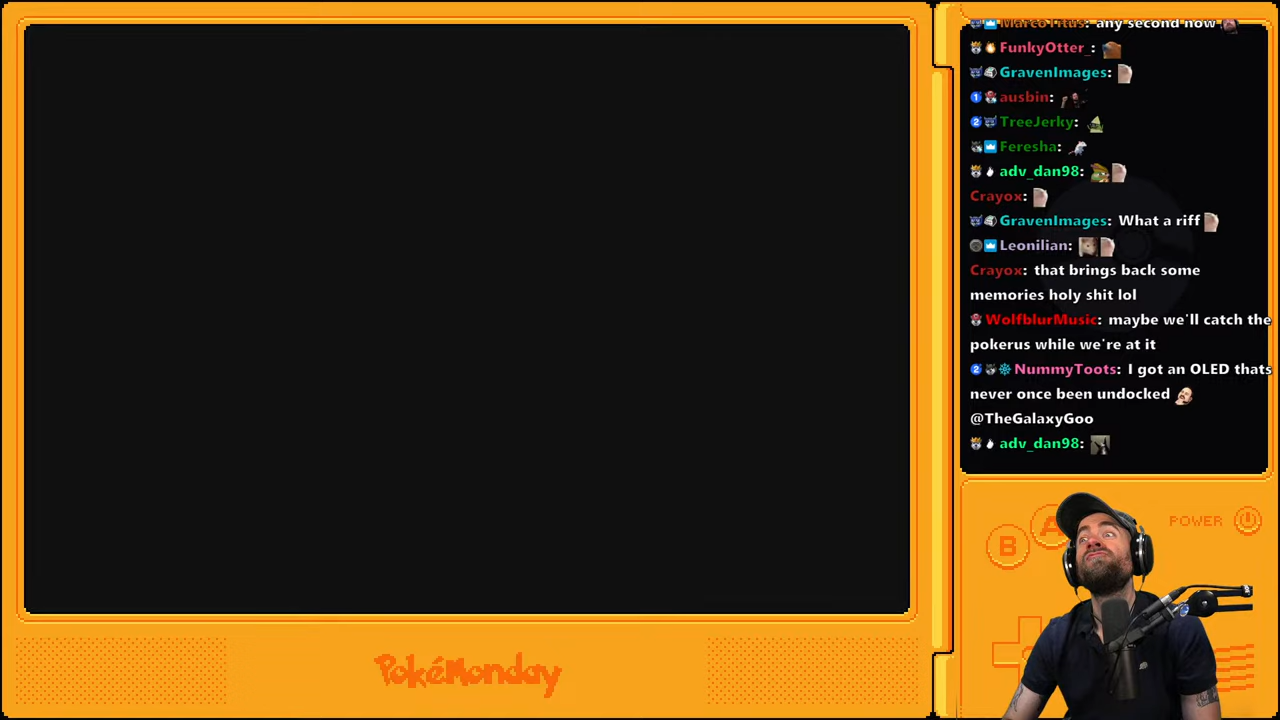 MarcoTitus: any second now
FunkyOtter_:
GravenImages:
ausbin:
TreeJerky:
Feresha:
adv_dan98:
Crayox:
GravenImages: What a riff
Leonilian:
Crayox: that brings back some
memories holy shit lol
WolfblurMusic: maybe we'll catch the
pokerus while we're at it
NummyToots: I got an OLED thats
never once been undocked
@TheGalaxyGoo
adv_dan98:
B A POWER
PokéMonday